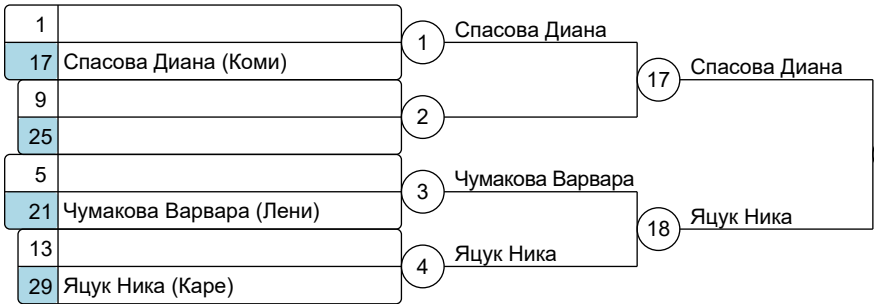 1
17 Спасова Диана (Коми)
9
25
5
21 Чумакова Варвара (Лени)
13
29 Яцук Ника (Каре)
1 Спасова Диана
2
3 Чумакова Варвара
4 Яцук Ника
17 Спасова Диана
18 Яцук Ника